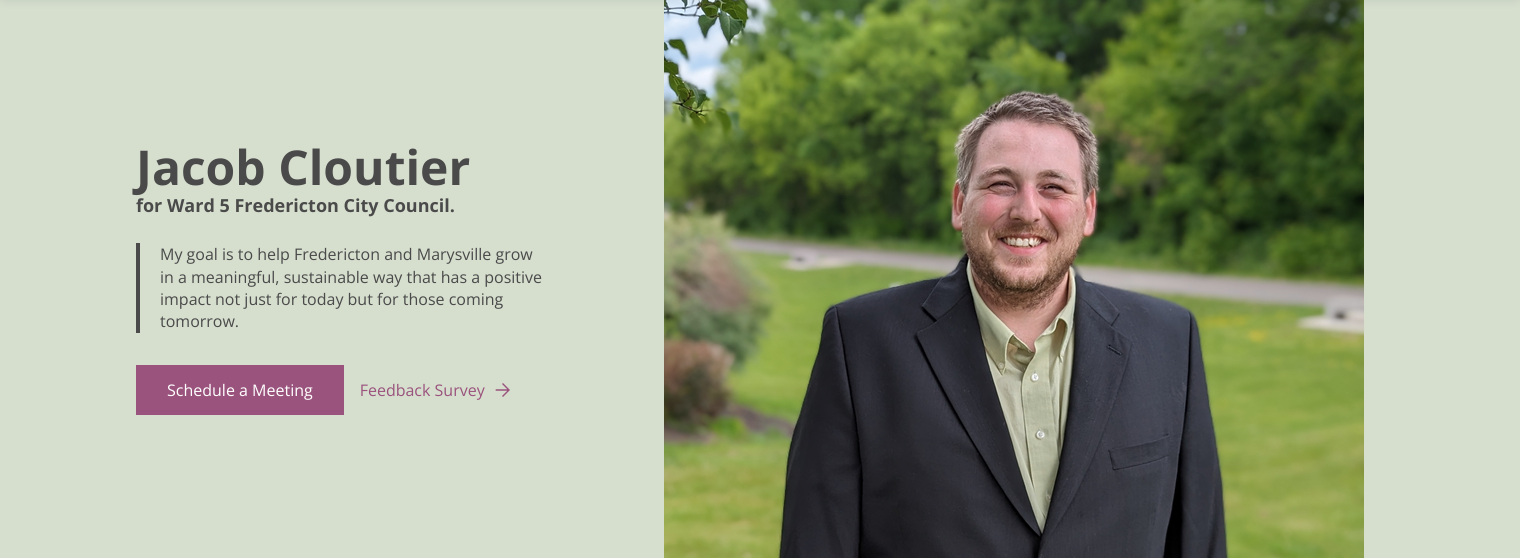 Jacob Cloutier
for Ward 5 Fredericton City Council.
My goal is to help Fredericton and Marysville grow
in a meaningful, sustainable way that has a positive
impact not just for today but for those coming
tomorrow.
Schedule a Meeting
Feedback Survey →